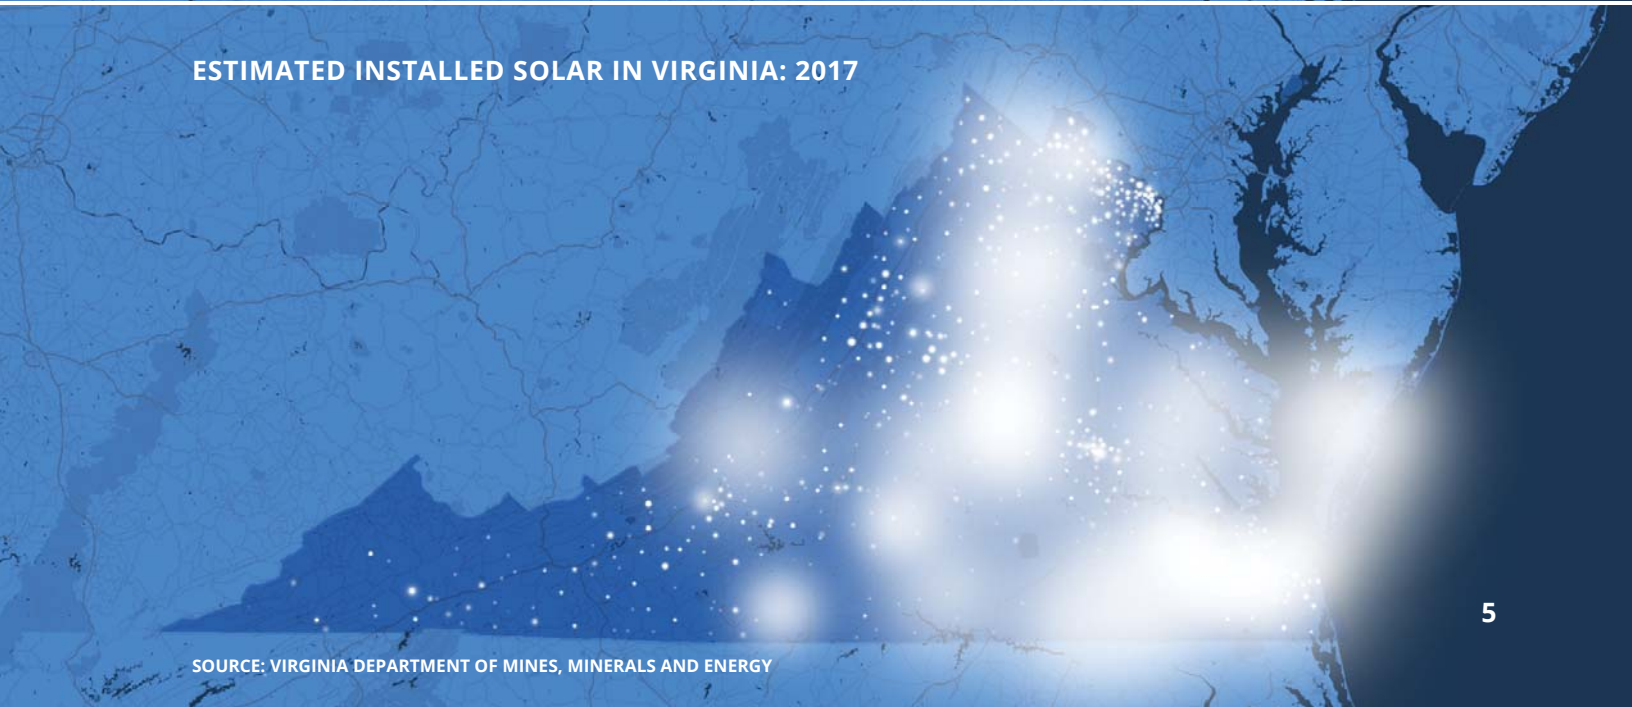 ESTIMATED INSTALLED SOLAR IN VIRGINIA: 2017
5
SOURCE: VIRGINIA DEPARTMENT OF MINES, MINERALS AND ENERGY